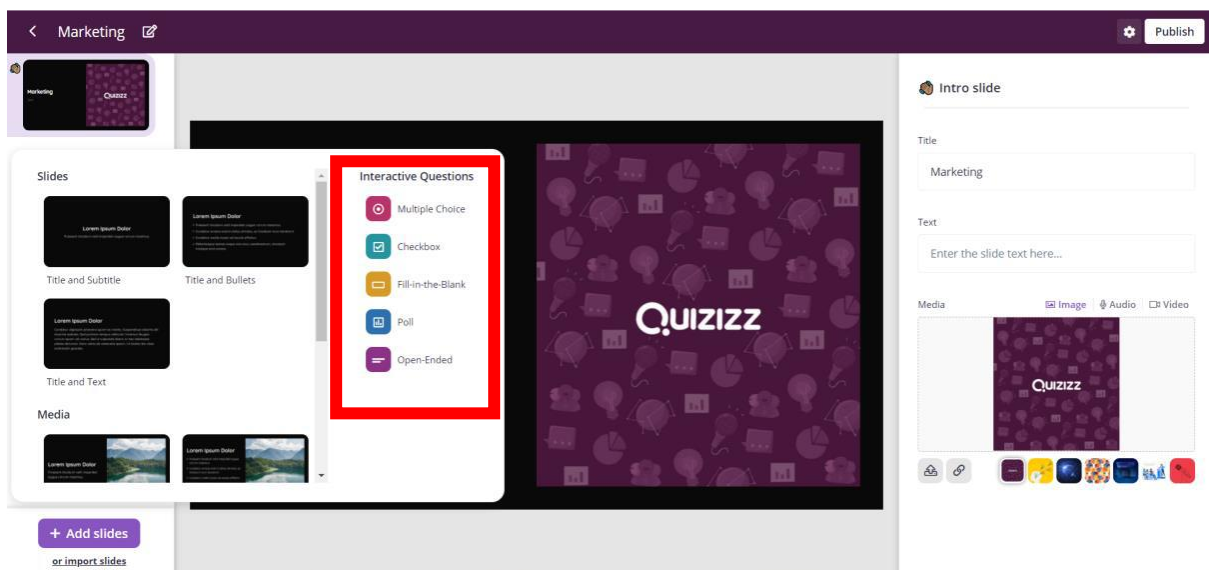 Marketing
Publish
Marketing
QUIZIZZ
Intro slide
Title
Marketing
Text
Enter the slide text here...
Media
Image
Audio
Video
QUIZIZZ
Slides
Lorem Ipsum Dolor
Title and Subtitle
Lorem Ipsum Dolor
Title and Bullets
Lorem Ipsum Dolor
Title and Text
Media
Lorem Ipsum Dolor
Lorem Ipsum Dolor
Interactive Questions
Multiple Choice
Checkbox
Fill-in-the-Blank
Poll
Open-Ended
QUIZIZZ
+ Add slides
or import slides